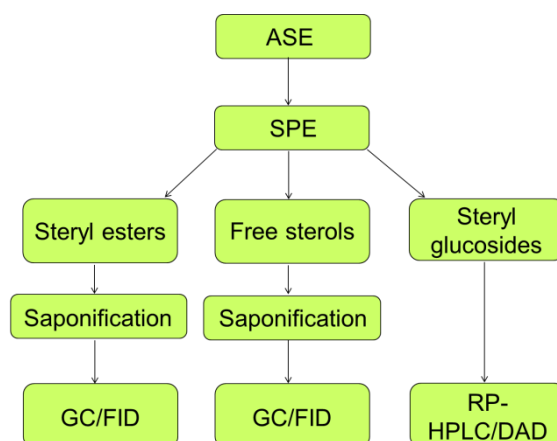 ASE
SPE
Steryl esters
Free sterols
Steryl
glucosides
Saponification
Saponification
GC/FID
GC/FID
RP-
HPLC/DAD